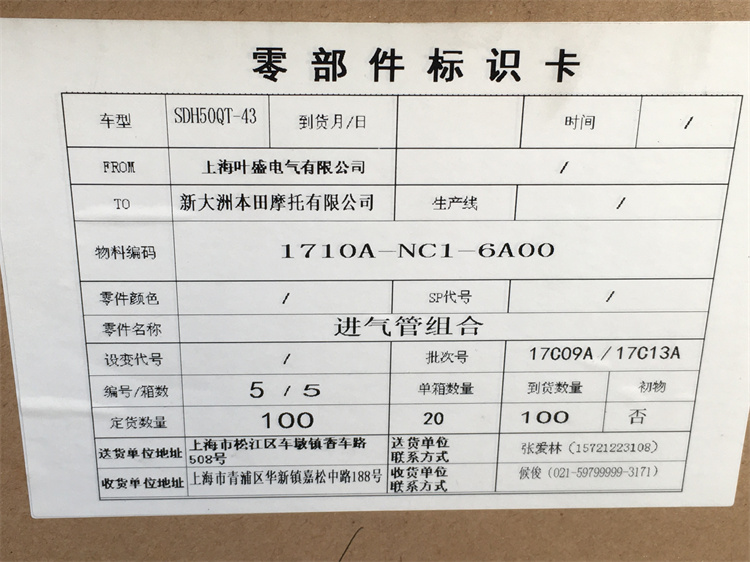 零部件标识卡
车型 SDH50QT-43 到货月/日 时间 /
FROM 上海叶盛电气有限公司 /
TO 新大洲本田摩托有限公司 生产线 /
物料编码 1710A-NC1-6A00
零件颜色 / SP代号 /
零件名称 进气管组合
设变代号 / 批次号 17C09A / 17C13A
编号/箱数 5 / 5 单箱数量 到货数量 初物
定货数量 100 20 100 否
送货单位地址 上海市松江区车墩镇香车路508号 送货单位联系方式 张爱林（15721223108）
收货单位地址 上海市青浦区华新镇嘉松中路188号 收货单位联系方式 候俊（021-59799999-3171）